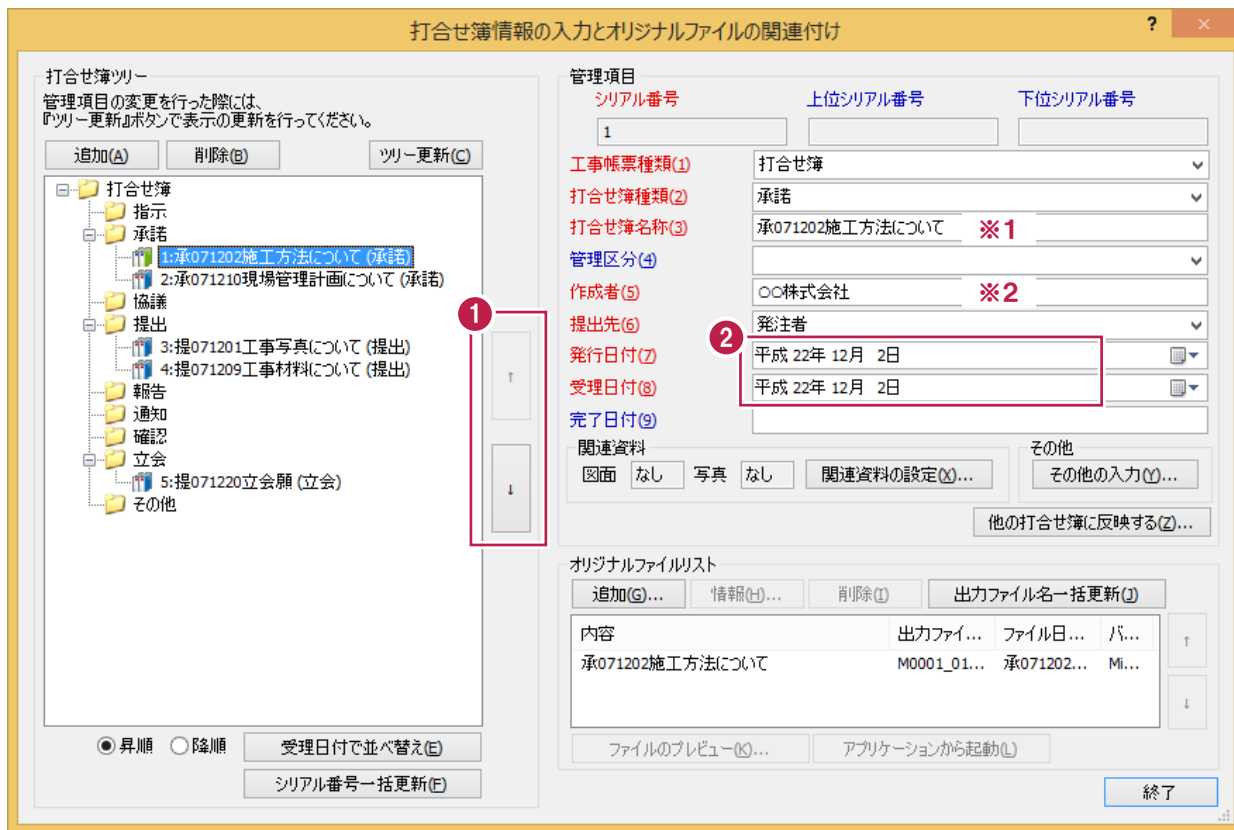 打合せ簿情報の入力とオリジナルファイルの関連付け
?
×
打合せ簿ツリー
管理項目の変更を行った際には、
『ツリー更新』ボタンで表示の更新を行ってください。
追加(A)
削除(B)
ツリー更新(C)
打合せ簿
指示
承諾
1:承071202施工方法について (承諾)
2:承071210現場管理計画について (承諾)
協議
提出
3:提071201工事写真について (提出)
4:提071209工事材料について (提出)
報告
通知
確認
立会
5:提071220立会願 (立会)
その他
昇順
降順
受理日付で並べ替え(E)
シリアル番号一括更新(F)
1
↑
↓
管理項目
シリアル番号 上位シリアル番号 下位シリアル番号
1
工事帳票種類(1) 打合せ簿
打合せ簿種類(2) 承諾
打合せ簿名称(3) 承071202施工方法について ※1
管理区分(4)
作成者(5) ○○株式会社 ※2
提出先(6) 発注者
2
発行日付(7) 平成 22年 12月 2日
受理日付(8) 平成 22年 12月 2日
完了日付(9)
関連資料
図面 なし 写真 なし 関連資料の設定(X)...
その他
その他の入力(Y)...
他の打合せ簿に反映する(Z)...
オリジナルファイルリスト
追加(G)... 情報(H)... 削除(I) 出力ファイル名一括更新(J)
内容 出力ファイ... ファイル日... バ...
承071202施工方法について M0001_01... 承071202... Mi...
↑
↓
ファイルのプレビュー(K)... アプリケーションから起動(L)
終了